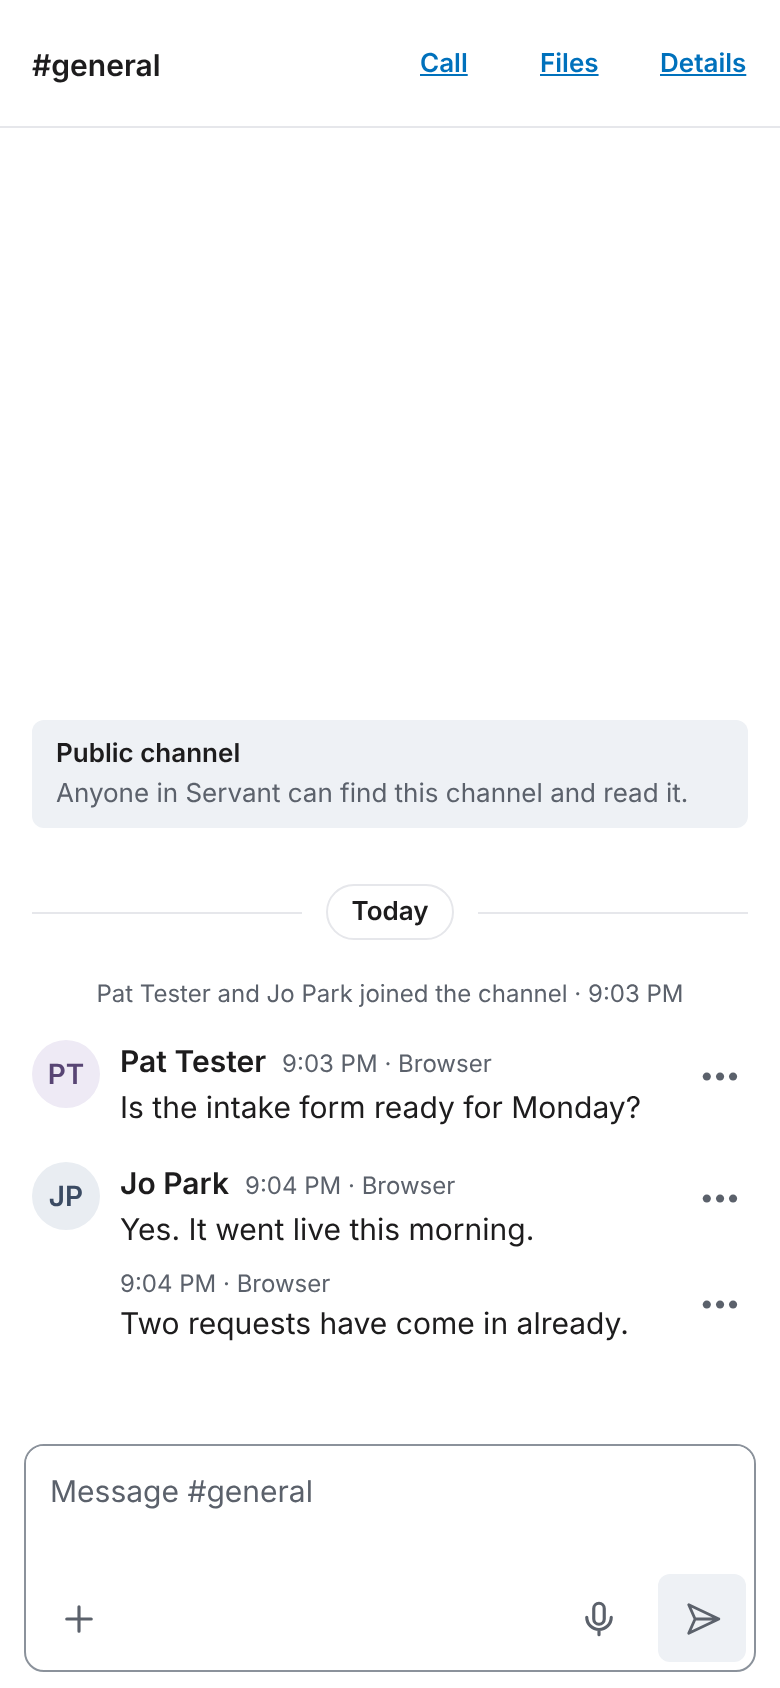 #general
Call
Files
Details
Public channel
Anyone in Servant can find this channel and read it.
Today
Pat Tester and Jo Park joined the channel · 9:03 PM
PT
Pat Tester 9:03 PM · Browser
Is the intake form ready for Monday?
JP
Jo Park 9:04 PM · Browser
Yes. It went live this morning.
9:04 PM · Browser
Two requests have come in already.
Message #general